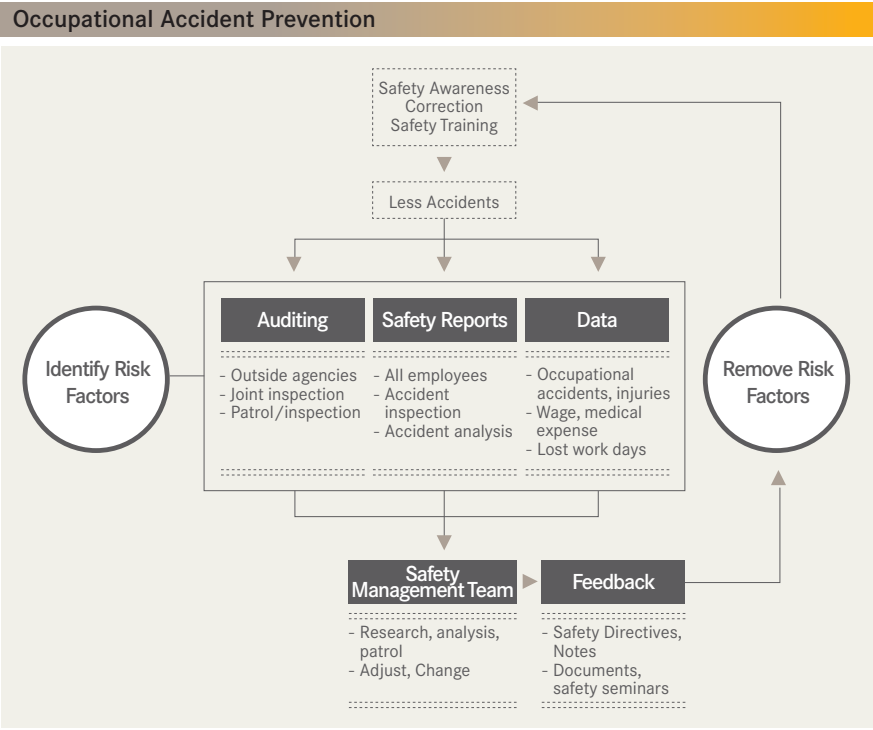 Occupational Accident Prevention
Safety Awareness
Correction
Safety Training
Less Accidents
Identify Risk
Factors
Auditing
- Outside agencies
- Joint inspection
- Patrol/inspection
Safety Reports
- All employees
- Accident
inspection
- Accident analysis
Data
- Occupational
accidents, injuries
- Wage, medical
expense
- Lost work days
Remove Risk
Factors
Safety
Management Team
- Research, analysis,
patrol
- Adjust, Change
Feedback
- Safety Directives,
Notes
- Documents,
safety seminars